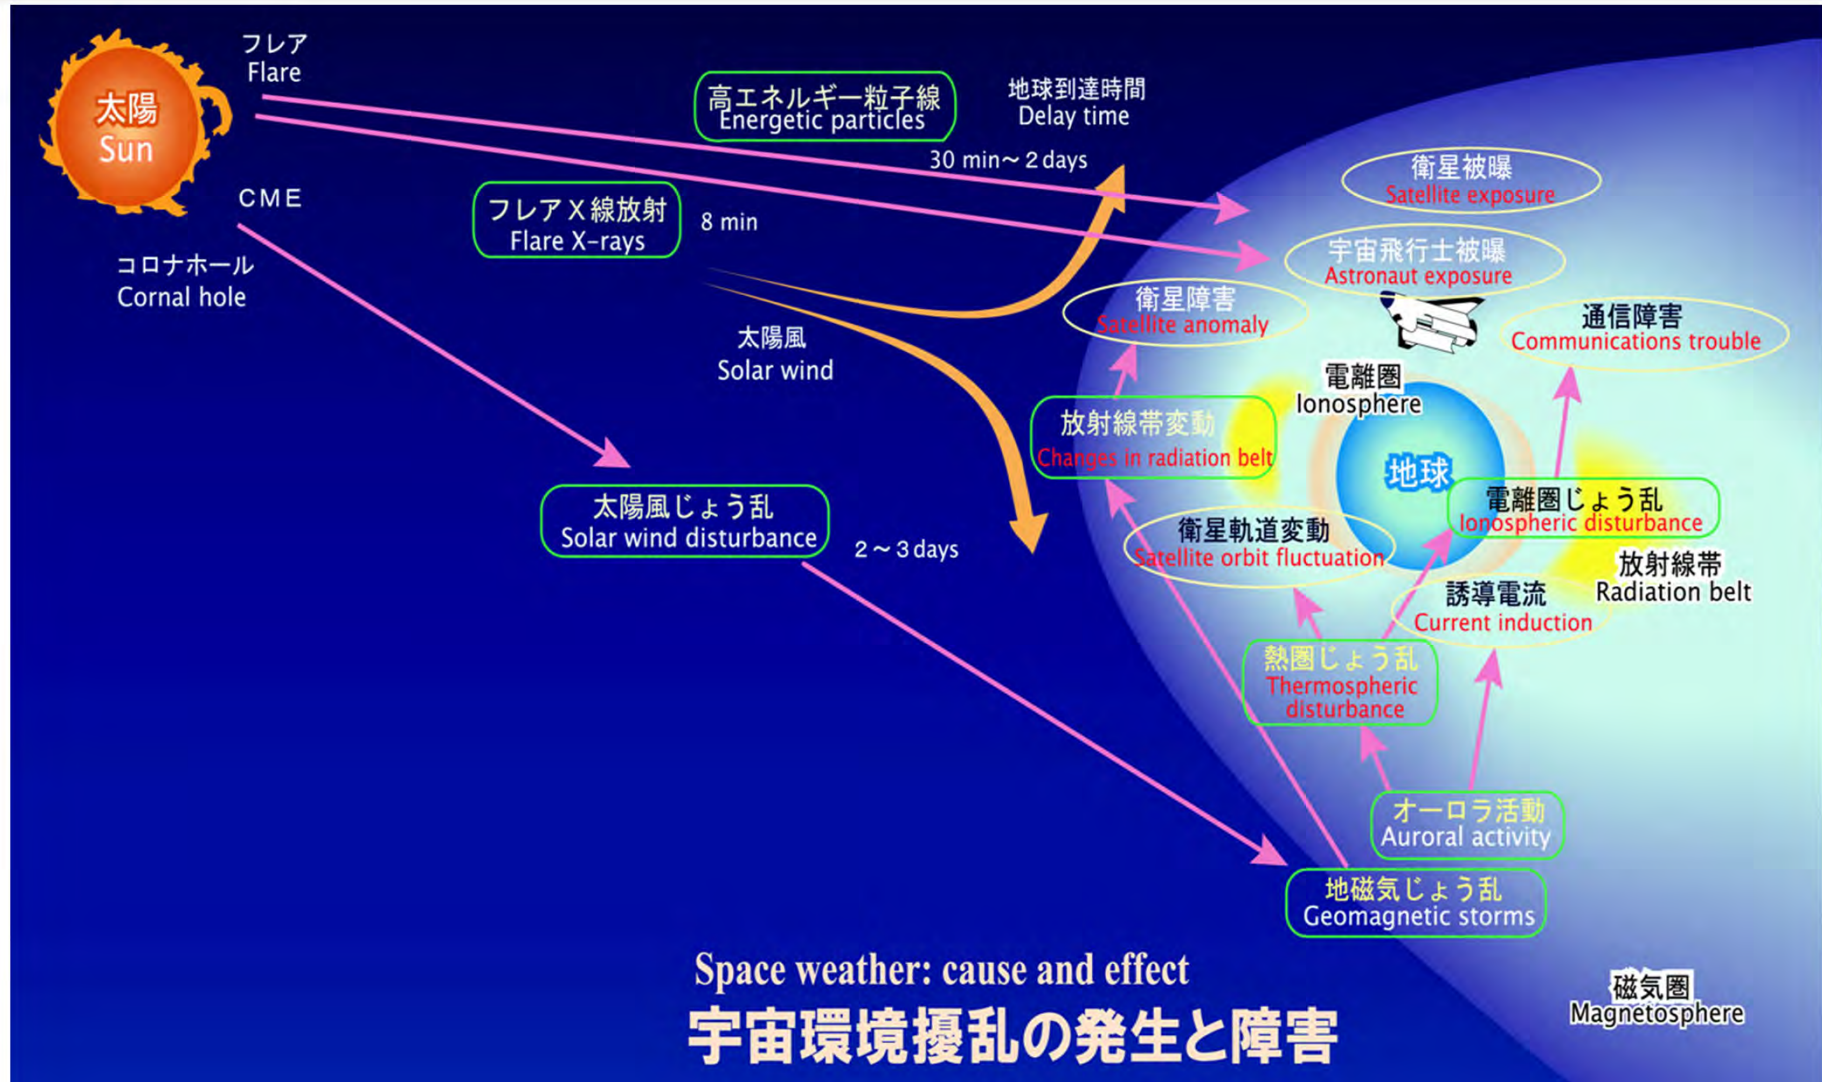 フレア
Flare
太陽
Sun
高エネルギー粒子線
Energetic particles
地球到達時間
Delay time
30 min～2 days
フレアX線放射
Flare X-rays
8 min
CME
コロナホール
Cornal hole
太陽風
Solar wind
太陽風じょう乱
Solar wind disturbance
2～3 days
衛星被曝
Satellite exposure
宇宙飛行士被曝
Astronaut exposure
衛星障害
Satellite anomaly
通信障害
Communications trouble
電離圏
Ionosphere
放射線帯変動
Changes in radiation belt
地球
電離圏じょう乱
Ionospheric disturbance
衛星軌道変動
Satellite orbit fluctuation
放射線帯
Radiation belt
誘導電流
Current induction
熱圏じょう乱
Thermospheric
disturbance
オーロラ活動
Auroral activity
地磁気じょう乱
Geomagnetic storms
磁気圏
Magnetosphere
Space weather: cause and effect
宇宙環境擾乱の発生と障害